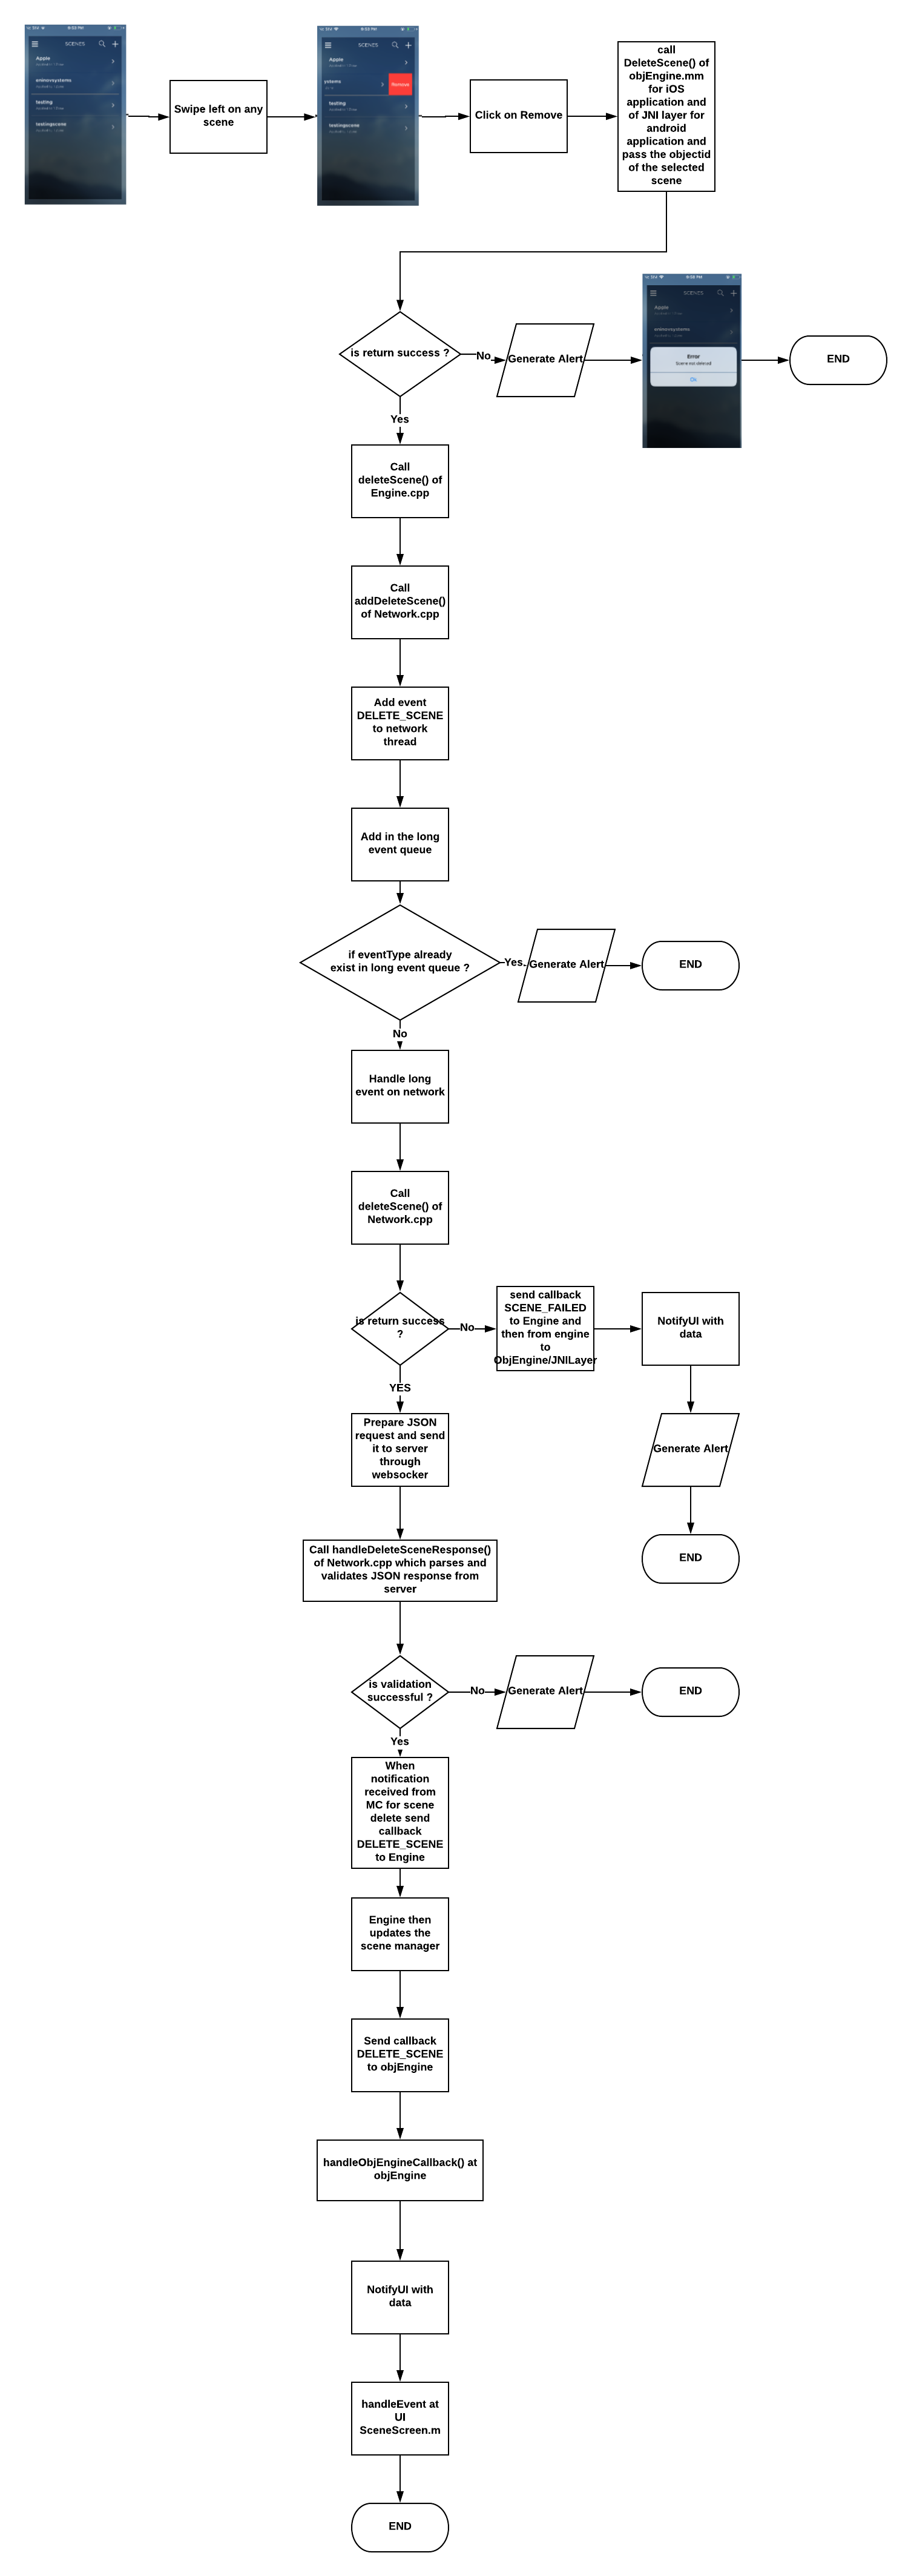 SCENES
Apple
eminovsystems
testing
testingscene
Swipe left on any
scene
SCENES
Apple
ystems
Remove
testing
testingscene
Click on Remove
call
DeleteScene() of
objEngine.mm
for iOS
application and
of JNI layer for
android
application and
pass the objectid
of the selected
scene
is return success ?
No
Generate Alert
SCENES
Apple
eminovsystems
Error
Scene not deleted
Ok
END
Yes
Call
deleteScene() of
Engine.cpp
Call
addDeleteScene()
of Network.cpp
Add event
DELETE_SCENE
to network
thread
Add in the long
event queue
if eventType already
exist in long event queue ?
Yes
Generate Alert
END
No
Handle long
event on network
Call
deleteScene() of
Network.cpp
is return success
?
No
send callback
SCENE_FAILED
to Engine and
then from engine
to
ObjEngine/JNILayer
NotifyUI with
data
Generate Alert
END
YES
Prepare JSON
request and send
it to server
through
websocker
Call handleDeleteSceneResponse()
of Network.cpp which parses and
validates JSON response from
server
is validation
successful ?
No
Generate Alert
END
Yes
When
notification
received from
MC for scene
delete send
callback
DELETE_SCENE
to Engine
Engine then
updates the
scene manager
Send callback
DELETE_SCENE
to objEngine
handleObjEngineCallback() at
objEngine
NotifyUI with
data
handleEvent at
UI
SceneScreen.m
END